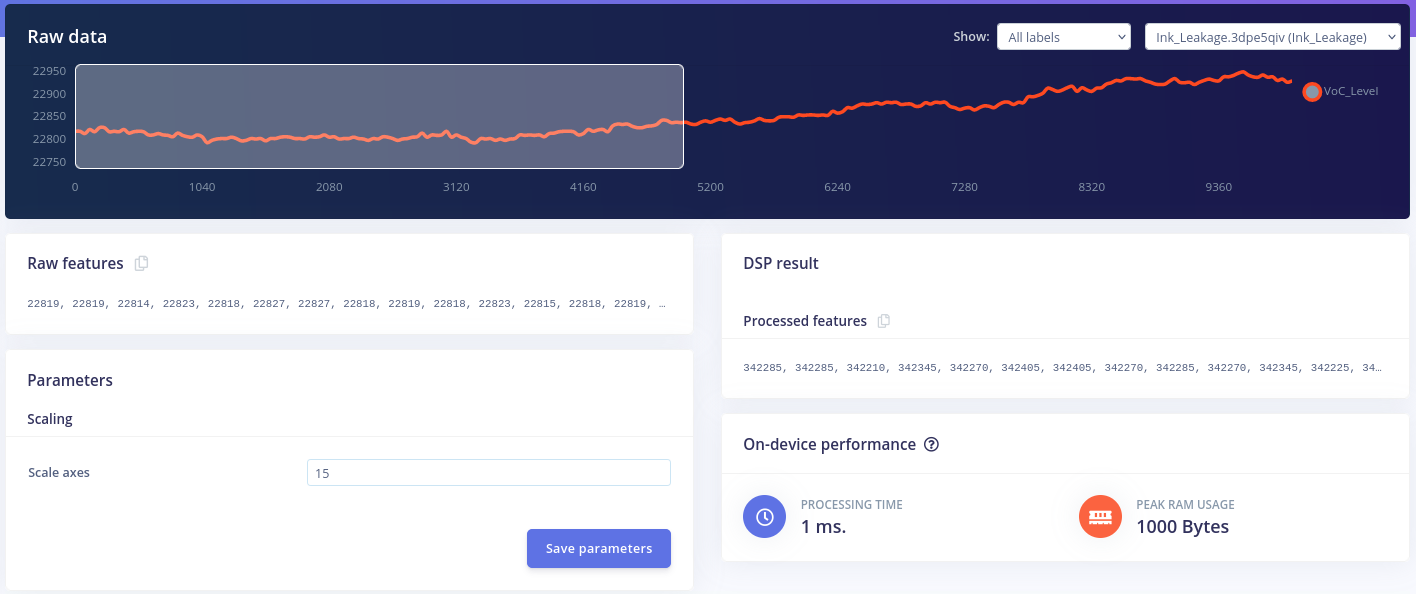 Raw data
Show: All labels Ink_Leakage.3dpe5qiv (Ink_Leakage)
22950
22900
22850
22800
22750
VoC_Level
0 1040 2080 3120 4160 5200 6240 7280 8320 9360
Raw features
22819, 22819, 22814, 22823, 22818, 22827, 22827, 22818, 22819, 22818, 22823, 22815, 22818, 22819, …
Parameters
Scaling
Scale axes 15
Save parameters
DSP result
Processed features
342285, 342285, 342210, 342345, 342270, 342405, 342405, 342270, 342285, 342270, 342345, 342225, 34…
On-device performance ?
PROCESSING TIME
1 ms.
PEAK RAM USAGE
1000 Bytes